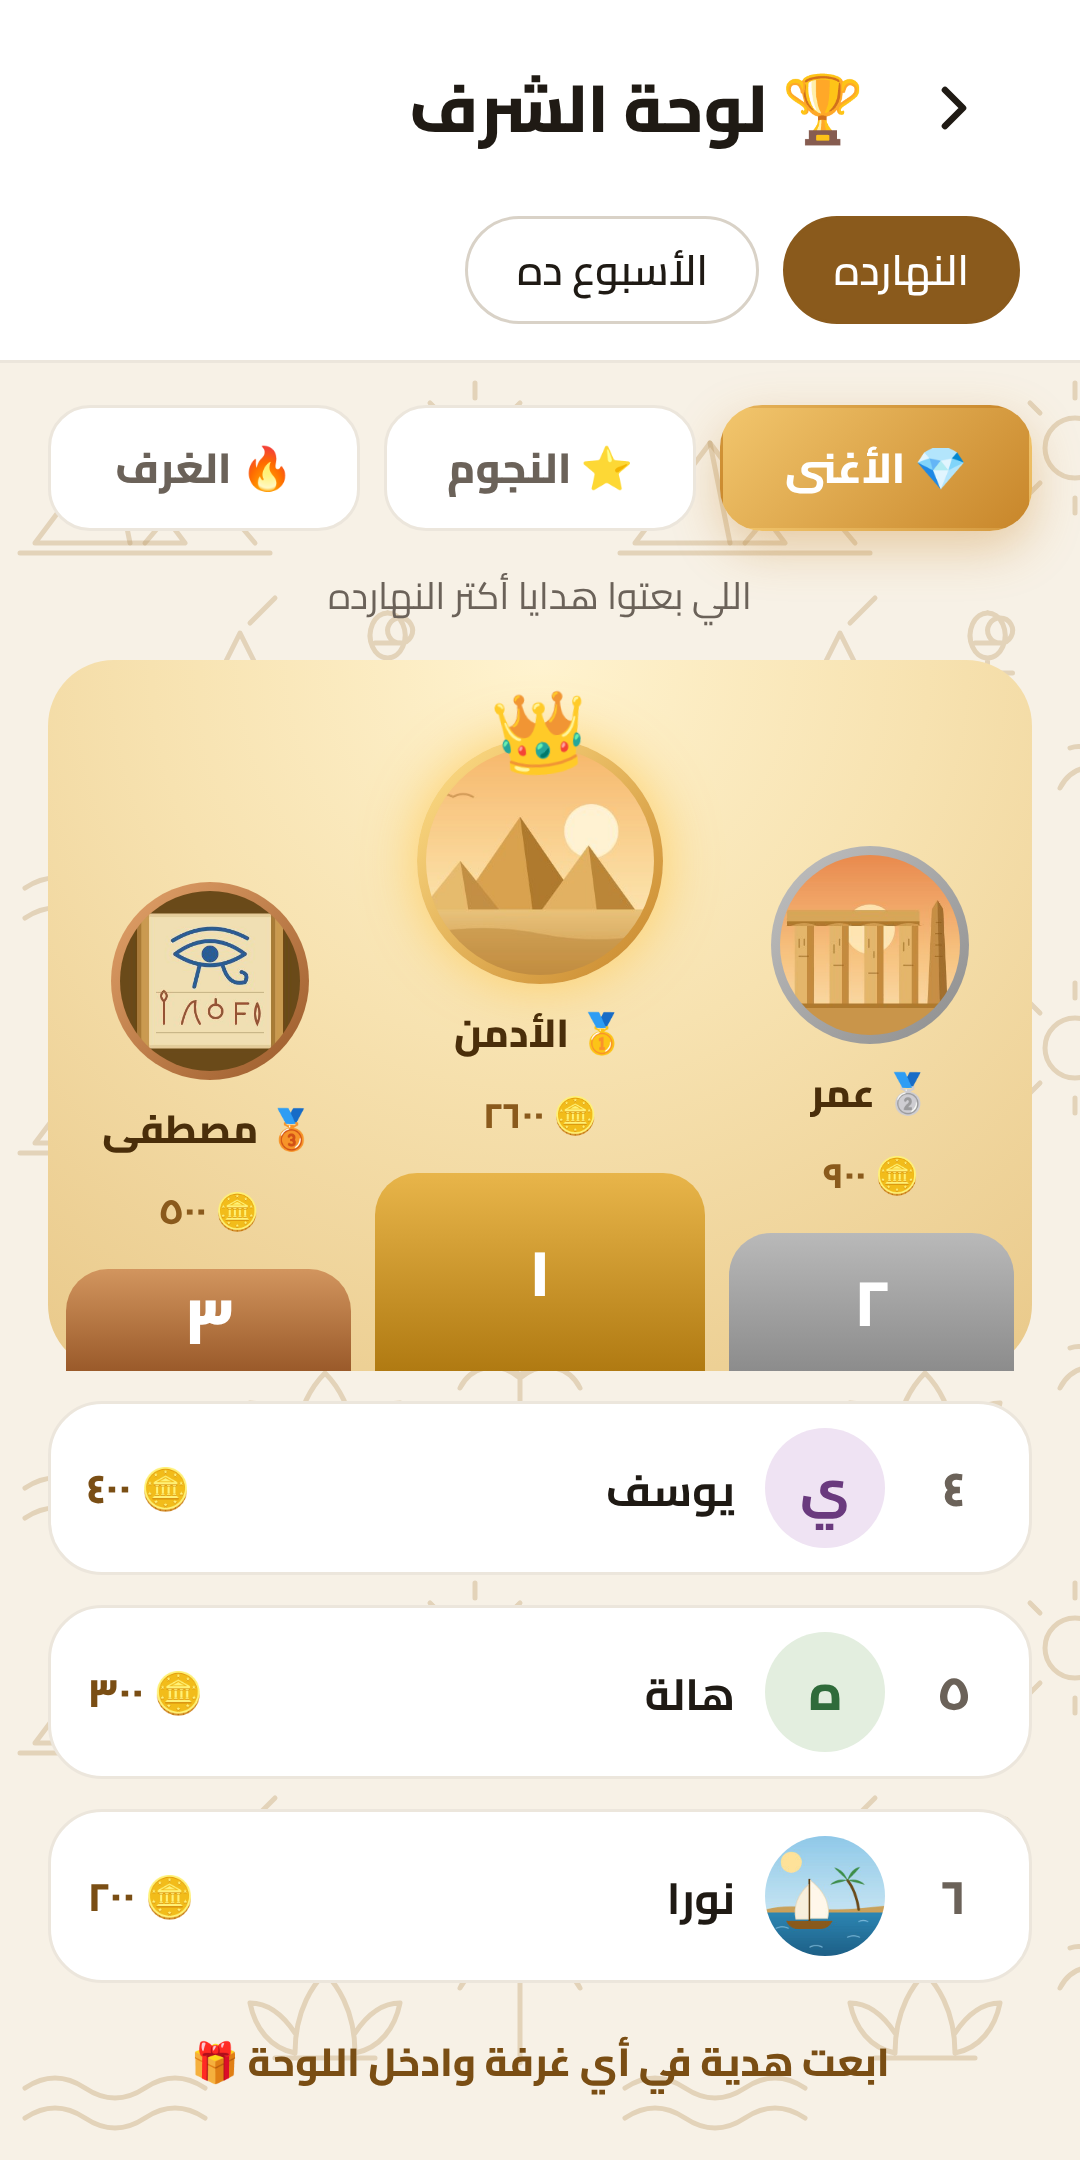 🏆 لوحة الشرف
النهارده
الأسبوع ده
💎 الأغنى
⭐ النجوم
🔥 الغرف
اللي بعتوا هدايا أكتر النهارده
🥇 الأدمن
🪙 ٢٦٠٠
١
🥈 عمر
🪙 ٩٠٠
٢
🥉 مصطفى
🪙 ٥٠٠
٣
٤ ي يوسف 🪙 ٤٠٠
٥ ه هالة 🪙 ٣٠٠
٦ نورا 🪙 ٢٠٠
ابعت هدية في أي غرفة وادخل اللوحة 🎁